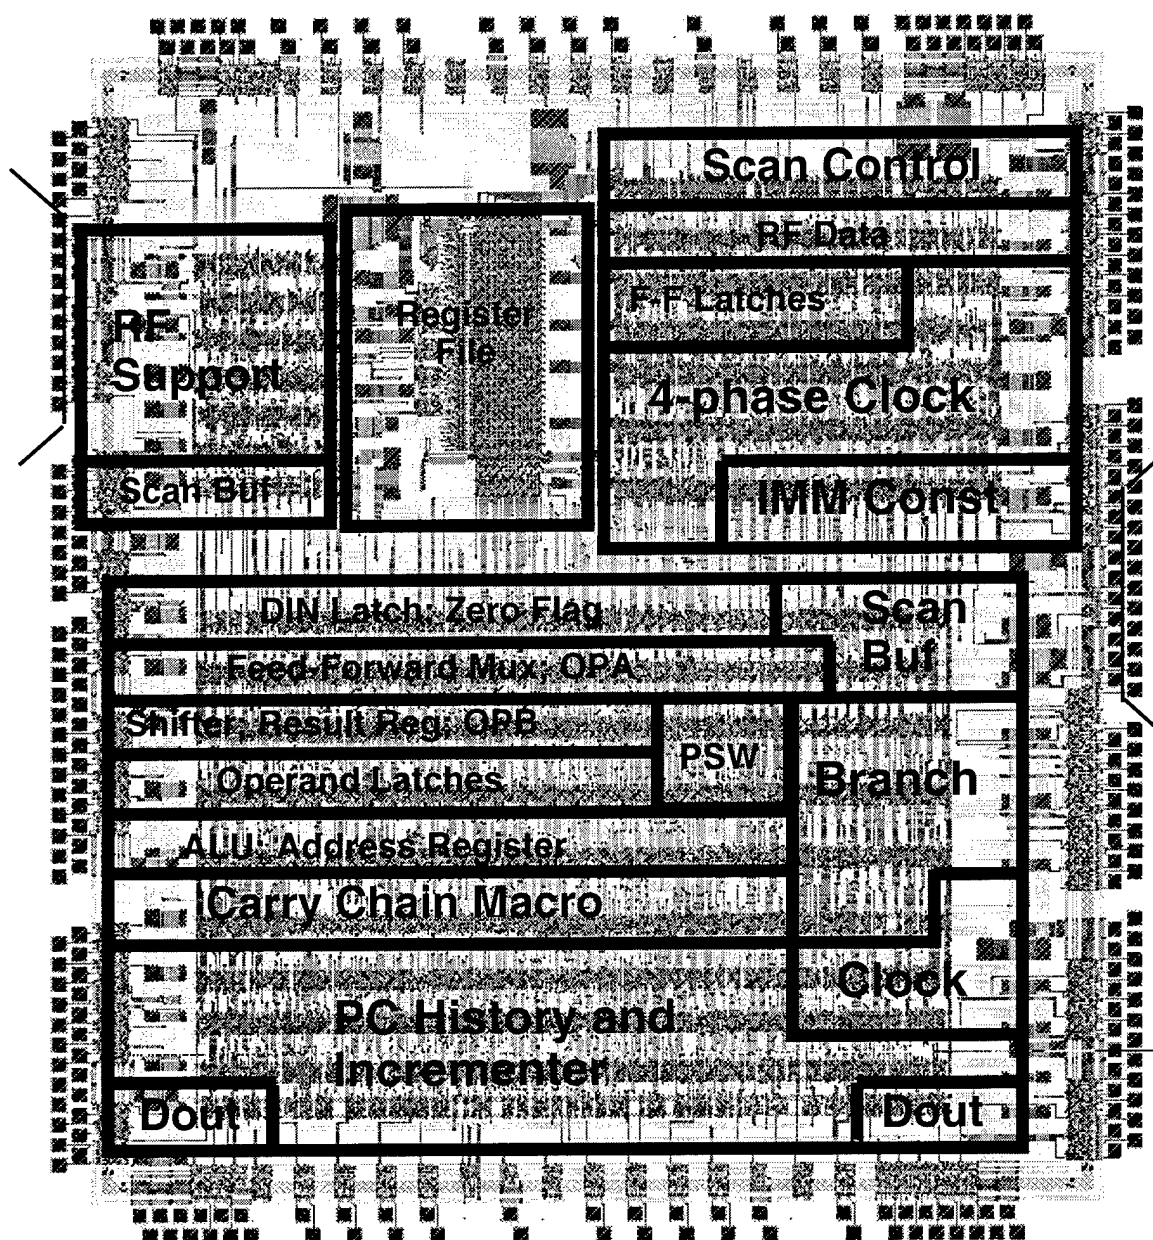 Scan Control
RF Data
F-F Latches
4-phase Clock
IMM Const
RF
Support
Scan Buf
Register
File
DIN Latch; Zero Flag
Scan
Buf
Feed-Forward Mux; OPA
Shifter; Result Reg; OPB
PSW
Operand Latches
Branch
ALU; Address Register
Carry Chain Macro
Clock
PC History and
Incrementer
Dout
Dout